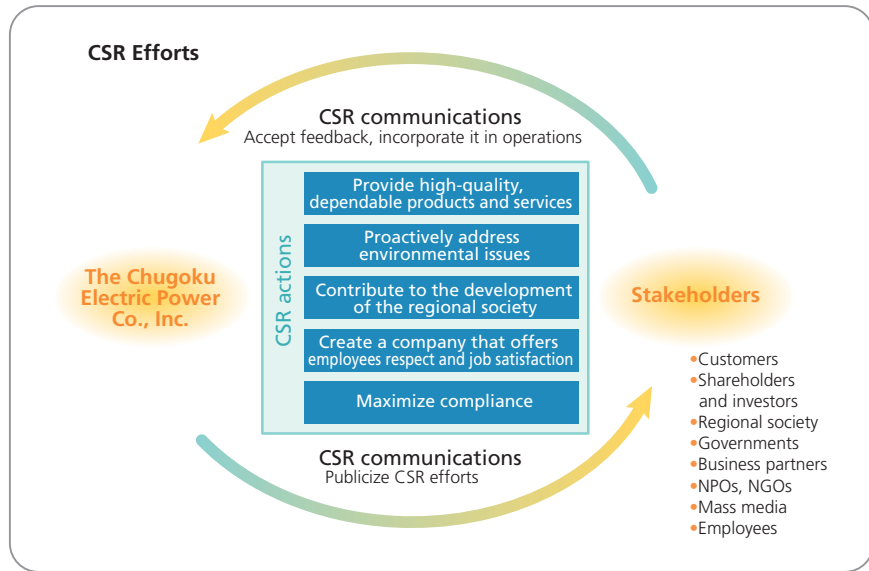 CSR Efforts
CSR communications
Accept feedback, incorporate it in operations
The Chugoku
Electric Power
Co., Inc.
CSR actions
Provide high-quality,
dependable products and services
Proactively address
environmental issues
Contribute to the development
of the regional society
Create a company that offers
employees respect and job satisfaction
Maximize compliance
Stakeholders
•Customers
•Shareholders
and investors
•Regional society
•Governments
•Business partners
•NPOs, NGOs
•Mass media
•Employees
CSR communications
Publicize CSR efforts